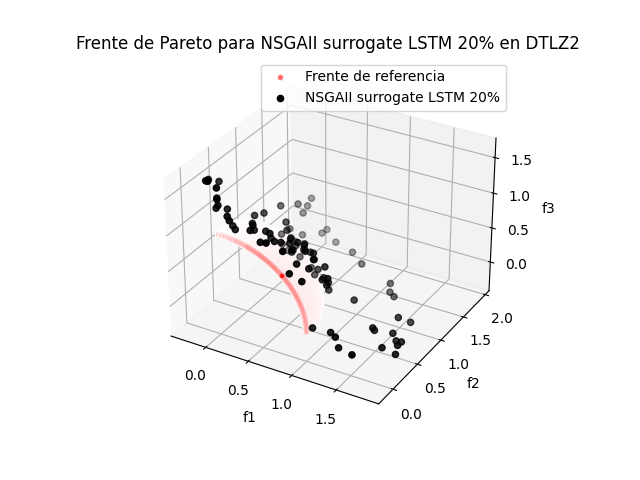 Frente de Pareto para NSGAII surrogate LSTM 20% en DTLZ2
Frente de referencia
NSGAII surrogate LSTM 20%
1.5
1.0
0.5
0.0
f3
2.0
1.5
1.0
0.5
0.0
f2
0.0
0.5
1.0
1.5
f1